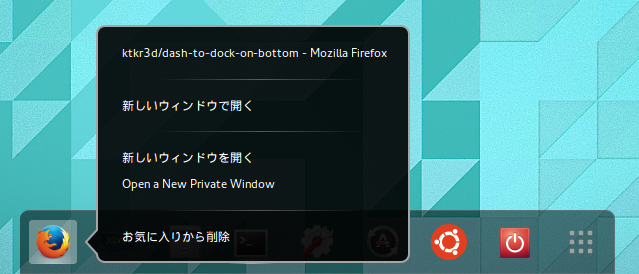 ktkr3d/dash-to-dock-on-bottom - Mozilla Firefox
新しいウィンドウで開く
新しいウィンドウを開く
Open a New Private Window
お気に入りから削除